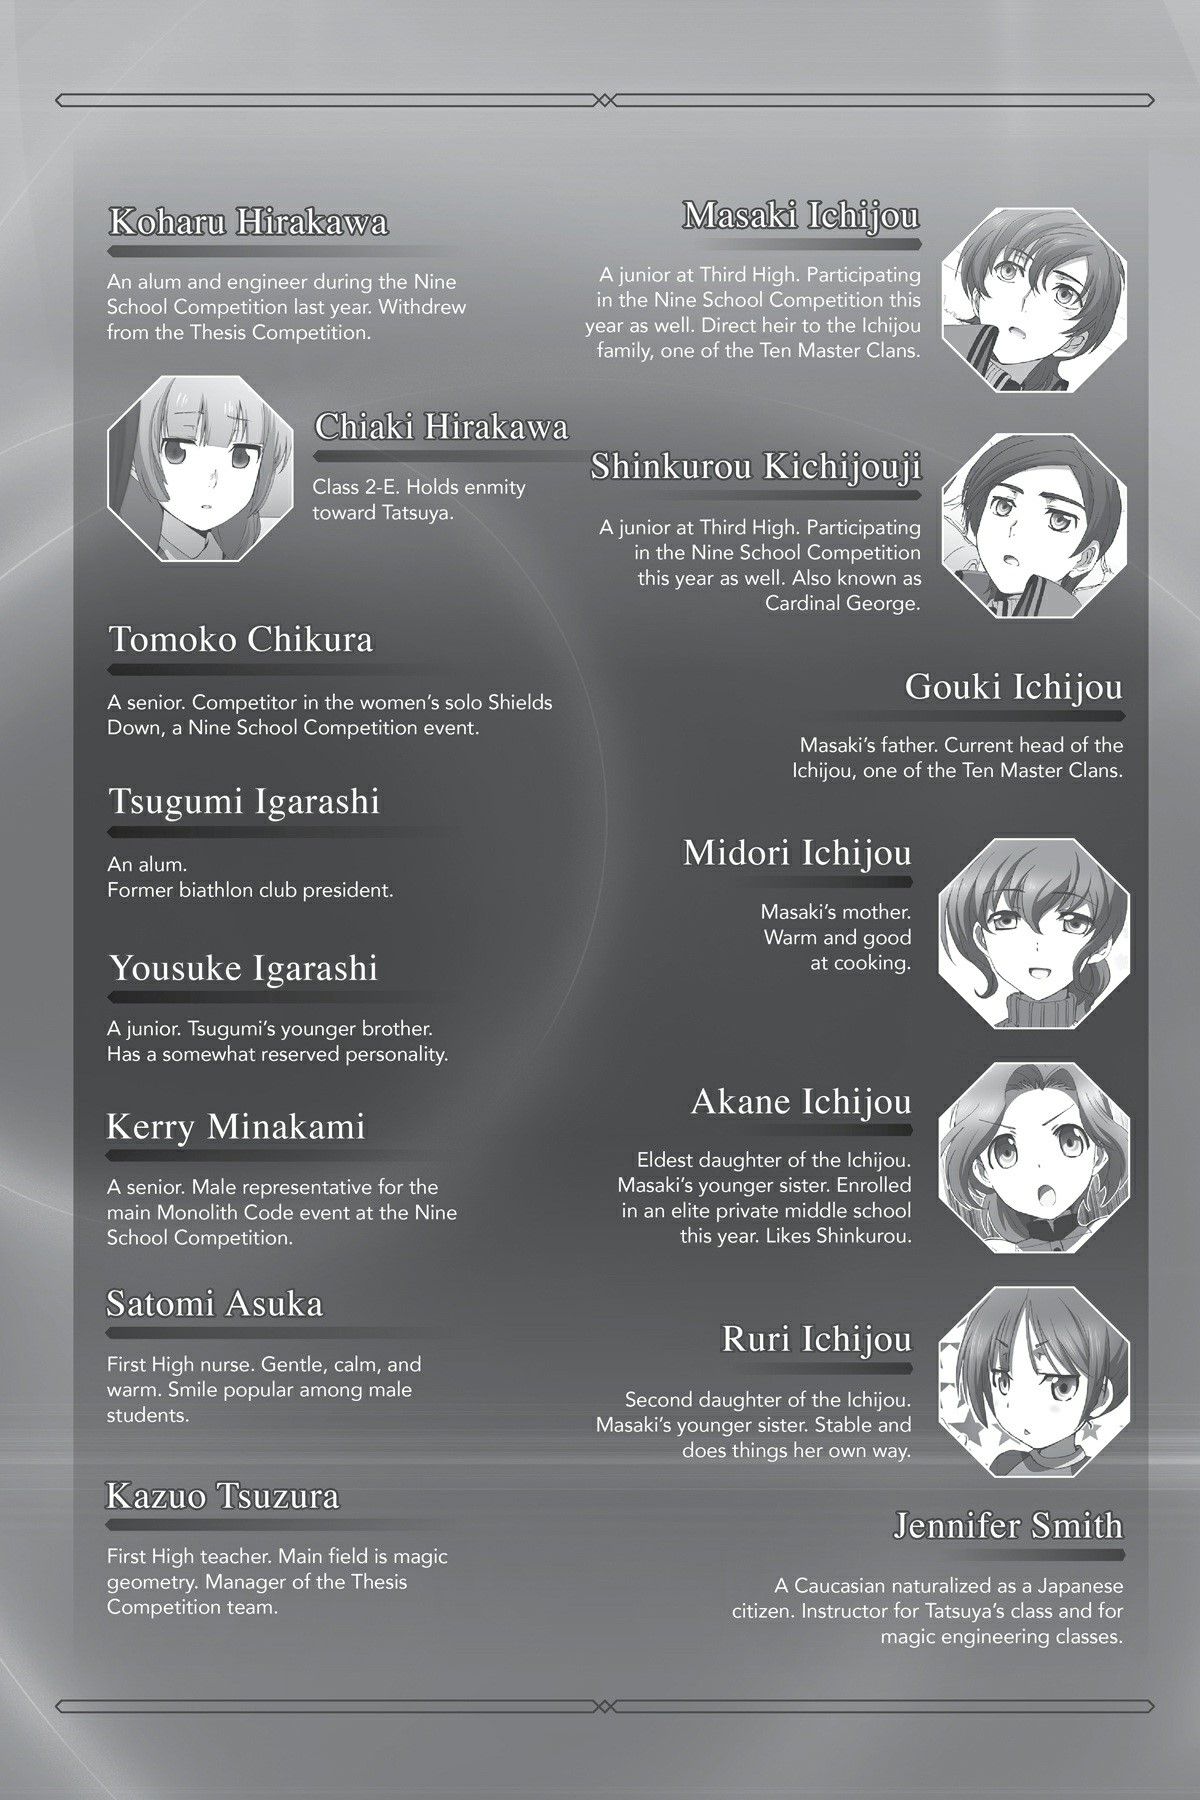 Koharu Hirakawa
An alum and engineer during the Nine
School Competition last year. Withdrew
from the Thesis Competition.
Chiaki Hirakawa
Class 2-E. Holds enmity
toward Tatsuya.
Tomoko Chikura
A senior. Competitor in the women’s solo Shields
Down, a Nine School Competition event.
Tsugumi Igarashi
An alum.
Former biathlon club president.
Yousuke Igarashi
A junior. Tsugumi’s younger brother.
Has a somewhat reserved personality.
Kerry Minakami
A senior. Male representative for the
main Monolith Code event at the Nine
School Competition.
Satomi Asuka
First High nurse. Gentle, calm, and
warm. Smile popular among male
students.
Kazuo Tsuzura
First High teacher. Main field is magic
geometry. Manager of the Thesis
Competition team.
Masaki Ichijou
A junior at Third High. Participating
in the Nine School Competition this
year as well. Direct heir to the Ichijou
family, one of the Ten Master Clans.
Shinkurou Kichijouji
A junior at Third High. Participating
in the Nine School Competition
this year as well. Also known as
Cardinal George.
Gouki Ichijou
Masaki’s father. Current head of the
Ichijou, one of the Ten Master Clans.
Midori Ichijou
Masaki’s mother.
Warm and good
at cooking.
Akane Ichijou
Eldest daughter of the Ichijou.
Masaki’s younger sister. Enrolled
in an elite private middle school
this year. Likes Shinkurou.
Ruri Ichijou
Second daughter of the Ichijou.
Masaki’s younger sister. Stable and
does things her own way.
Jennifer Smith
A Caucasian naturalized as a Japanese
citizen. Instructor for Tatsuya’s class and for
magic engineering classes.